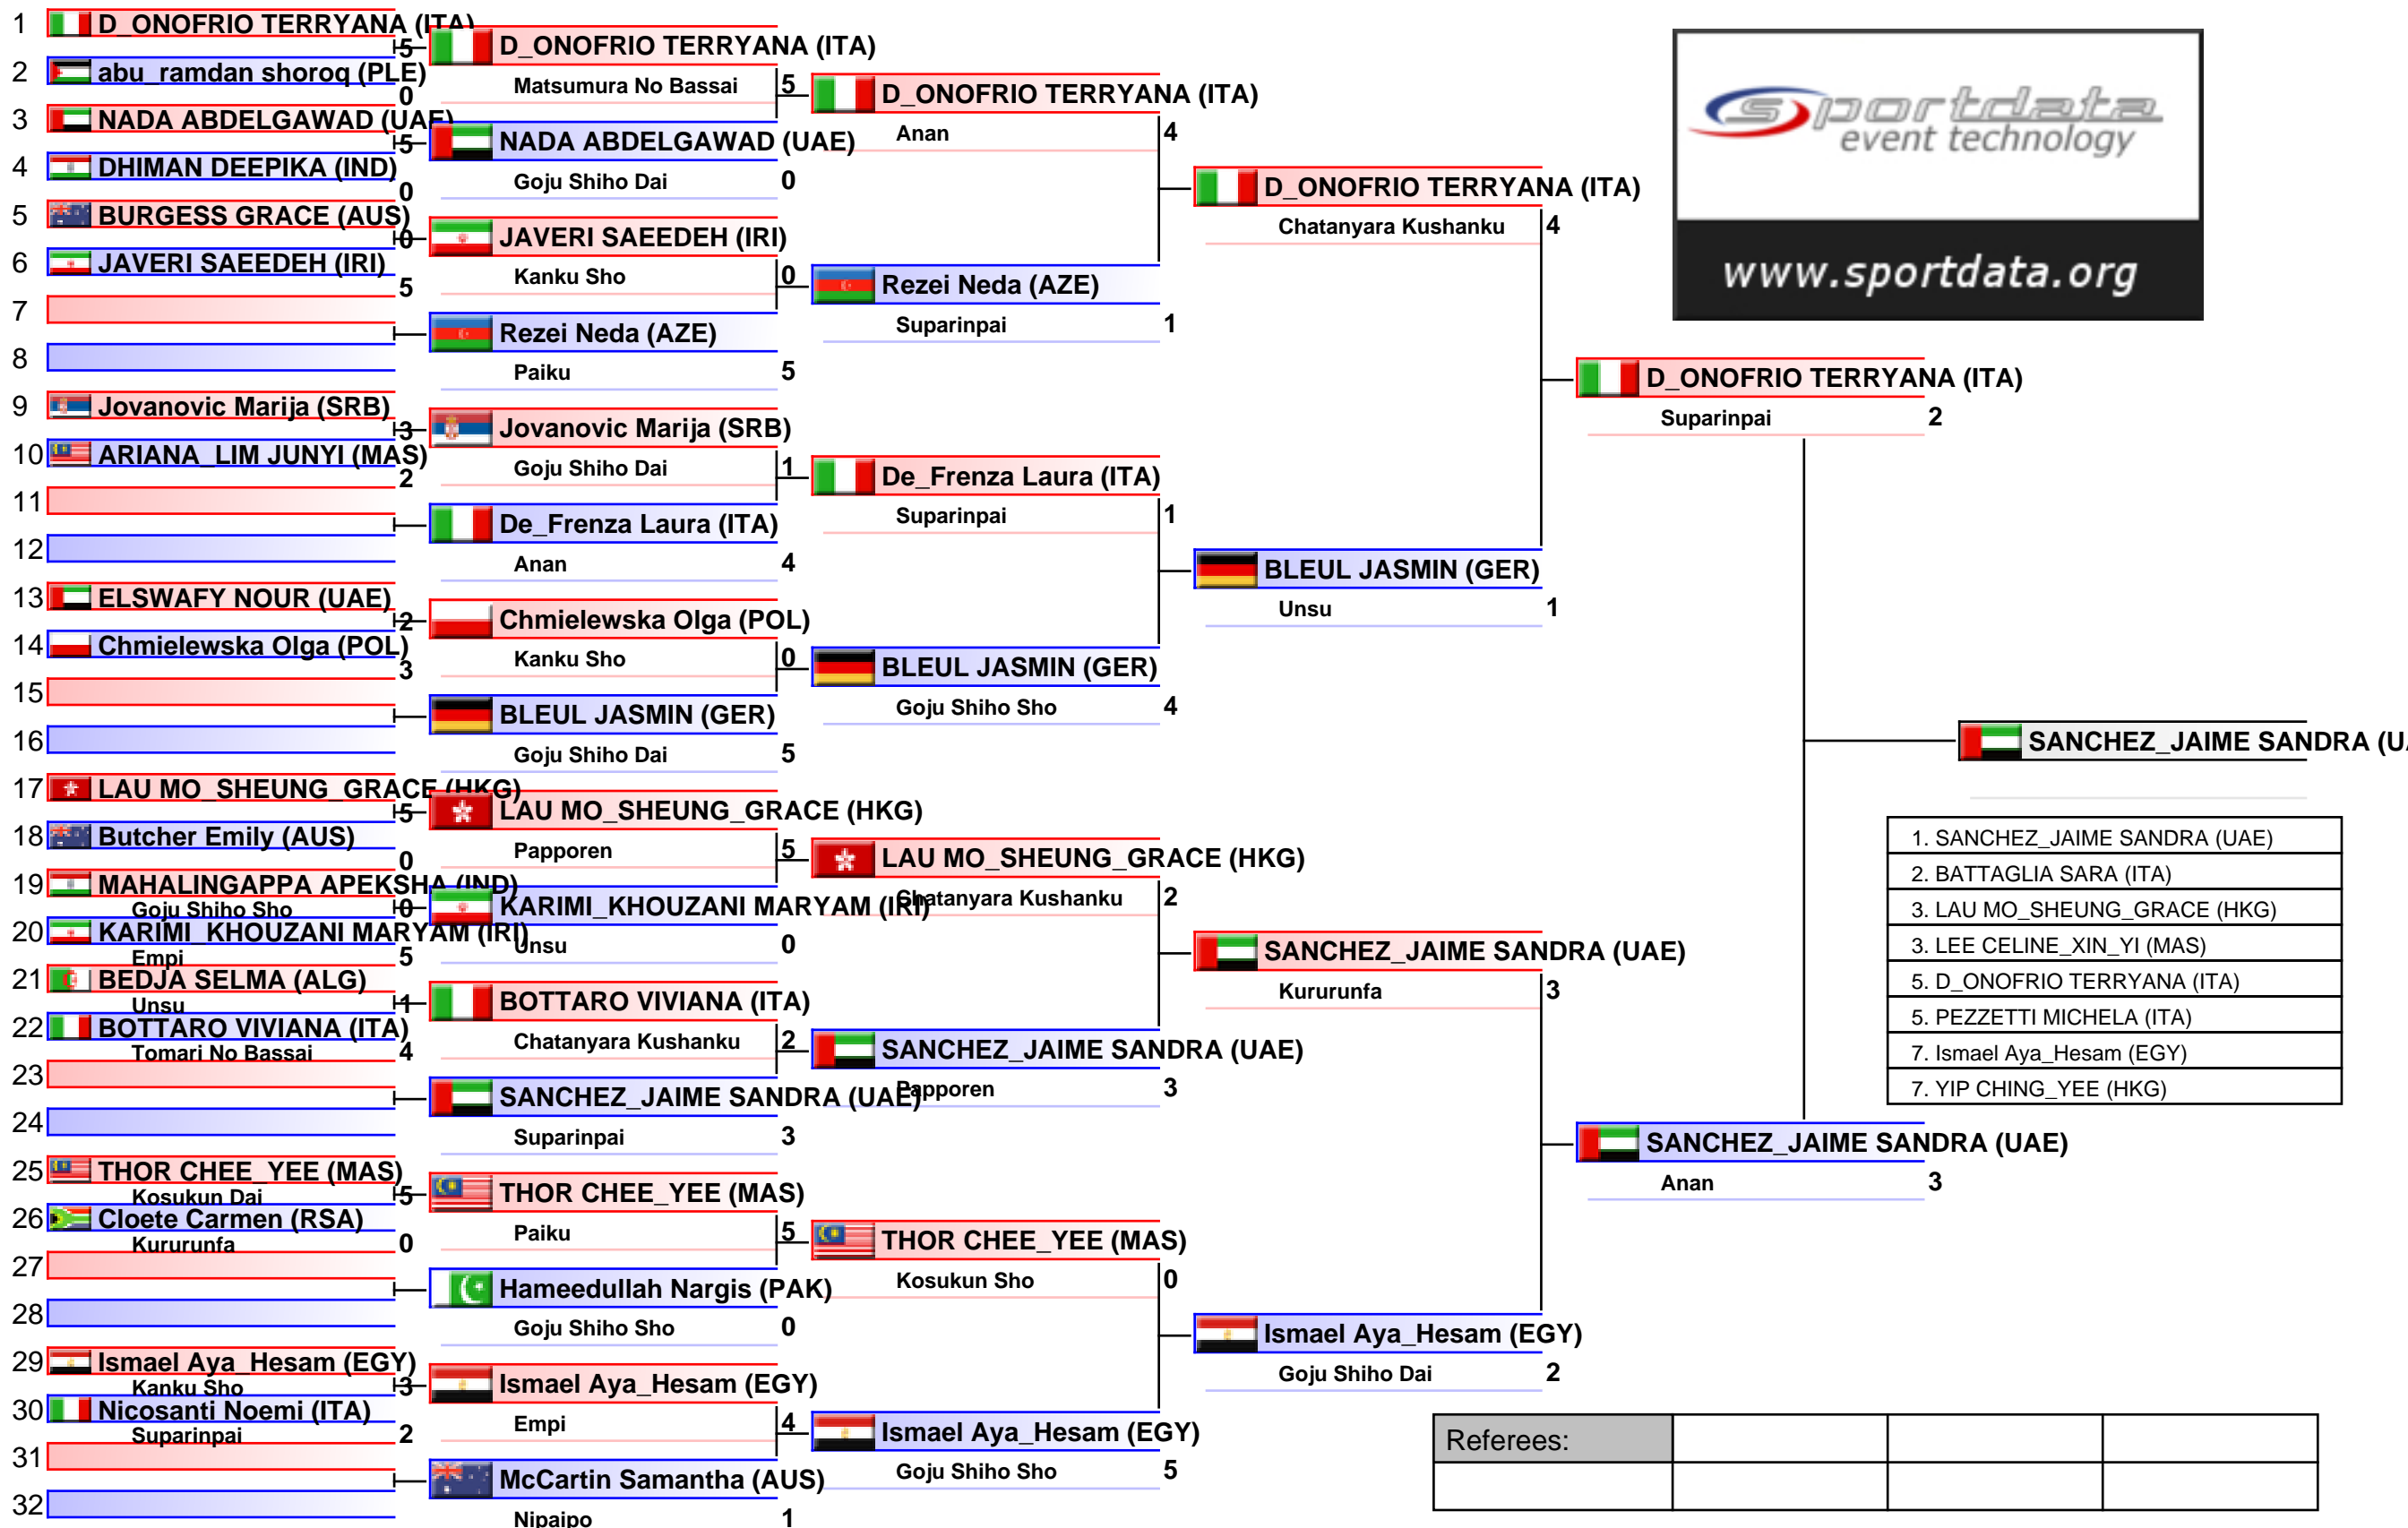 1 D_ONOFRIO TERRYANA (ITA)
5
2 abu_ramdan shoroq (PLE)
0
3 NADA ABDELGAWAD (UAE)
5
4 DHIMAN DEEPIKA (IND)
0
5 BURGESS GRACE (AUS)
0
6 JAVERI SAEEDEH (IRI)
5
7
8
9 Jovanovic Marija (SRB)
3
10 ARIANA_LIM JUNYI (MAS)
2
11
12
13 ELSWAFY NOUR (UAE)
2
14 Chmielewska Olga (POL)
3
15
16
17 LAU MO_SHEUNG_GRACE (HKG)
5
18 Butcher Emily (AUS)
0
19 MAHALINGAPPA APEKSHA (IND)
Goju Shiho Sho 0
20 KARIMI_KHOUZANI MARYAM (IRI)
Empi 5
21 BEDJA SELMA (ALG)
Unsu 1
22 BOTTARO VIVIANA (ITA)
Tomari No Bassai 4
23
24
25 THOR CHEE_YEE (MAS)
Kosukun Dai 5
26 Cloete Carmen (RSA)
Kururunfa 0
27
28
29 Ismael Aya_Hesam (EGY)
Kanku Sho 3
30 Nicosanti Noemi (ITA)
Suparinpai 2
31
32
D_ONOFRIO TERRYANA (ITA)
Matsumura No Bassai 5
NADA ABDELGAWAD (UAE)
Goju Shiho Dai 0
JAVERI SAEEDEH (IRI)
Kanku Sho 0
Rezei Neda (AZE)
Paiku 5
Jovanovic Marija (SRB)
Goju Shiho Dai 1
De_Frenza Laura (ITA)
Anan 4
Chmielewska Olga (POL)
Kanku Sho 0
BLEUL JASMIN (GER)
Goju Shiho Dai 5
LAU MO_SHEUNG_GRACE (HKG)
Papporen 5
KARIMI_KHOUZANI MARYAM (IRI)
Unsu 0
BOTTARO VIVIANA (ITA)
Chatanyara Kushanku 2
SANCHEZ_JAIME SANDRA (UAE)
Suparinpai 3
THOR CHEE_YEE (MAS)
Paiku 5
Hameedullah Nargis (PAK)
Goju Shiho Sho 0
Ismael Aya_Hesam (EGY)
Empi 4
McCartin Samantha (AUS)
Nipaipo 1
D_ONOFRIO TERRYANA (ITA)
Anan 4
Rezei Neda (AZE)
Suparinpai 1
De_Frenza Laura (ITA)
Suparinpai 1
BLEUL JASMIN (GER)
Goju Shiho Sho 4
LAU MO_SHEUNG_GRACE (HKG)
Chatanyara Kushanku 2
SANCHEZ_JAIME SANDRA (UAE)
Papporen 3
THOR CHEE_YEE (MAS)
Kosukun Sho 0
Ismael Aya_Hesam (EGY)
Goju Shiho Sho 5
D_ONOFRIO TERRYANA (ITA)
Chatanyara Kushanku 4
BLEUL JASMIN (GER)
Unsu 1
SANCHEZ_JAIME SANDRA (UAE)
Kururunfa 3
Ismael Aya_Hesam (EGY)
Goju Shiho Dai 2
D_ONOFRIO TERRYANA (ITA)
Suparinpai 2
SANCHEZ_JAIME SANDRA (UAE)
Anan 3
sportdata
event technology
www.sportdata.org
SANCHEZ_JAIME SANDRA (UA
1. SANCHEZ_JAIME SANDRA (UAE)
2. BATTAGLIA SARA (ITA)
3. LAU MO_SHEUNG_GRACE (HKG)
3. LEE CELINE_XIN_YI (MAS)
5. D_ONOFRIO TERRYANA (ITA)
5. PEZZETTI MICHELA (ITA)
7. Ismael Aya_Hesam (EGY)
7. YIP CHING_YEE (HKG)
Referees: